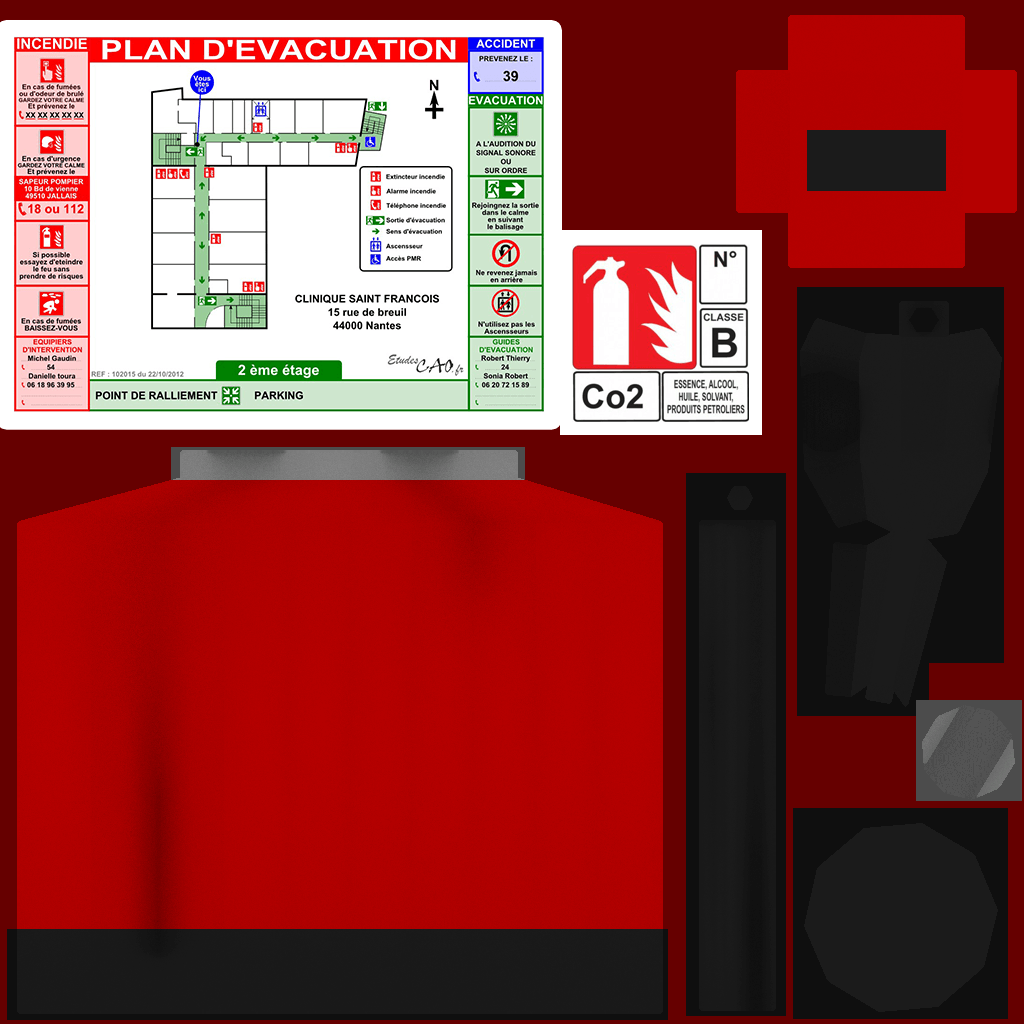 INCENDIE
En cas de fumées
ou d'odeur de brulé
GARDEZ VOTRE CALME
Et prévenez le
XX XX XX XX XX
En cas d'urgence
GARDEZ VOTRE CALME
Et prévenez le
SAPEUR POMPIER
10 Bd de vienne
49510 JALLAIS
18 ou 112
Si possible
essayez d'eteindre
le feu sans
prendre de risques
En cas de fumées
BAISSEZ-VOUS
EQUIPIERS
D'INTERVENTION
Michel Gaudin
54
Danielle toura
06 18 96 39 95
PLAN D'EVACUATION
Vous
êtes
ici
N
Extincteur incendie
Alarme incendie
Téléphone incendie
Sortie d'évacuation
Sens d'évacuation
Ascensseur
Accès PMR
CLINIQUE SAINT FRANCOIS
15 rue de breuil
44000 Nantes
REF : 102015 du 22/10/2012
2 ème étage
Etudes CAO.fr
POINT DE RALLIEMENT
PARKING
ACCIDENT
PREVENEZ LE :
39
EVACUATION
A L'AUDITION DU
SIGNAL SONORE
OU
SUR ORDRE
Rejoingnez la sortie
dans le calme
en suivant
le balisage
Ne revenez jamais
en arrière
N'utilisez pas les
Ascensseurs
GUIDES
D'EVACUATION
Robert Thierry
24
Sonia Robert
06 20 72 15 89
N°
CLASSE
B
Co2
ESSENCE, ALCOOL,
HUILE, SOLVANT,
PRODUITS PETROLIERS